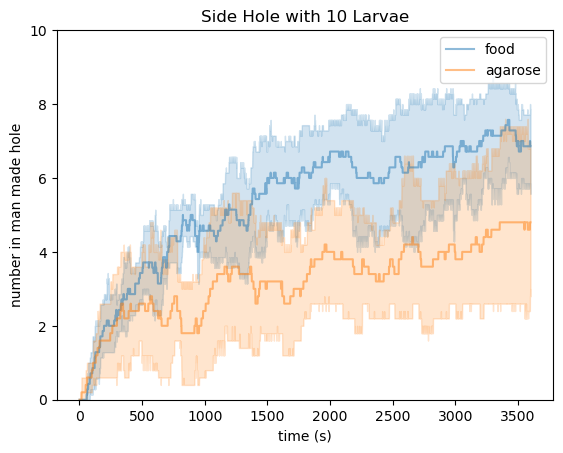 Side Hole with 10 Larvae
food
agarose
number in man made hole
10
8
6
4
2
0
0 500 1000 1500 2000 2500 3000 3500
time (s)